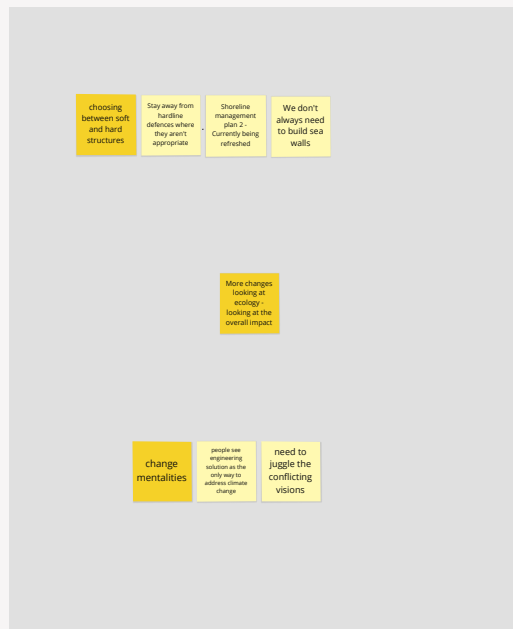 choosing
between soft
and hard
structures
Stay away from
hardline
defences where
they aren't
appropriate
.
Shoreline
management
plan 2 -
Currently being
refreshed
We don't
always need
to build sea
walls
More changes
looking at
ecology -
looking at the
overall impact
change
mentalities
people see
engineering
solution as the
only way to
address climate
change
need to
juggle the
conflicting
visions